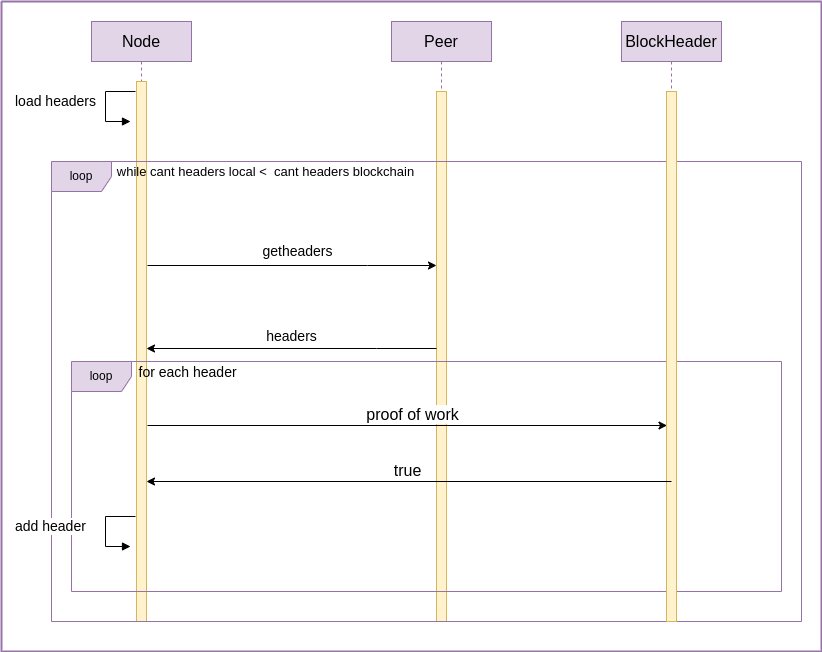 Node
Peer
BlockHeader
load headers
loop
while cant headers local <  cant headers blockchain
getheaders
headers
loop
for each header
proof of work
true
add header